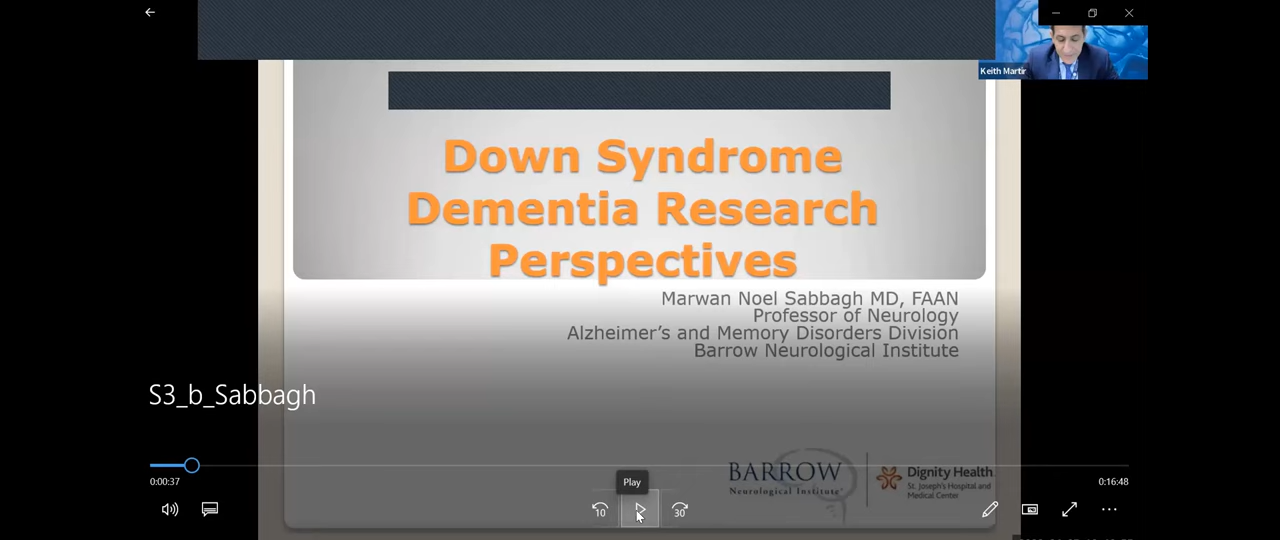 Keith Martir
Down Syndrome
Dementia Research
Perspectives
Marwan Noel Sabbagh MD, FAAN
Professor of Neurology
Alzheimer's and Memory Disorders Division
Barrow Neurological Institute
S3_b_Sabbagh
BARROW
Neurological Institute
Dignity Health
St. Joseph's Hospital and
Medical Center
0:00:37
0:16:48
Play
10
30